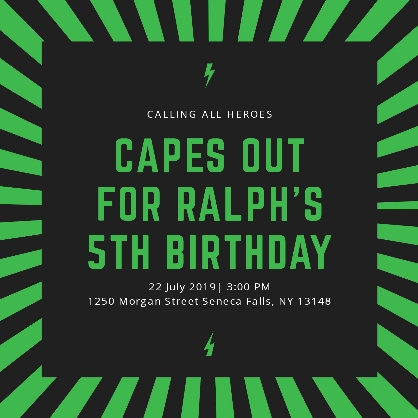 CALLING ALL HEROES
CAPES OUT
FOR RALPH'S
5TH BIRTHDAY
22 July 2019| 3:00 PM
1250 Morgan Street Seneca Falls, NY 13148